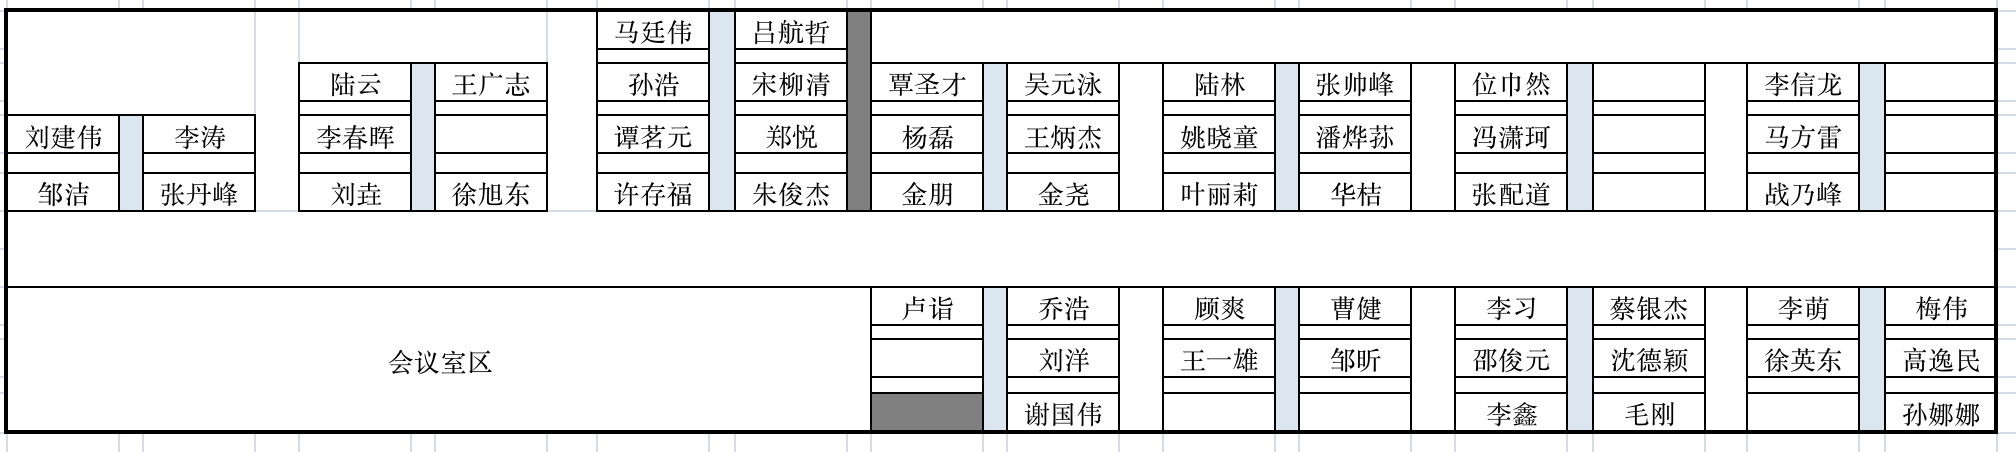 马廷伟 吕航哲
陆云 王广志 孙浩 宋柳清 覃圣才 吴元泳 陆林 张帅峰 位巾然 李信龙
刘建伟 李涛 李春晖 谭茗元 郑悦 杨磊 王炳杰 姚晓童 潘烨荪 冯潇珂 马方雷
邹洁 张丹峰 刘垚 徐旭东 许存福 朱俊杰 金朋 金尧 叶丽莉 华桔 张配道 战乃峰
卢诣 乔浩 顾爽 曹健 李习 蔡银杰 李萌 梅伟
会议室区 刘洋 王一雄 邹昕 邵俊元 沈德颖 徐英东 高逸民
谢国伟 李鑫 毛刚 孙娜娜